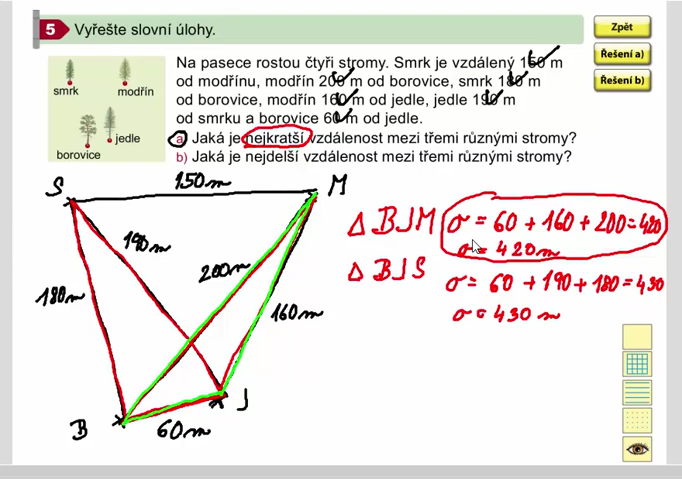 5 Vyřešte slovní úlohy.
Zpět
Řešení a)
Řešení b)
Na pasece rostou čtyři stromy. Smrk je vzdálený 150 m
od modřínu, modřín 200 m od borovice, smrk 180 m
od borovice, modřín 160 m od jedle, jedle 190 m
od smrku a borovice 60 m od jedle.
a) Jaká je nejkratší vzdálenost mezi třemi různými stromy?
b) Jaká je nejdelší vzdálenost mezi třemi různými stromy?
smrk
modřín
jedle
borovice
S
150 m
M
190 m
200 m
180 m
160 m
B
60 m
J
Δ BJM σ = 60 + 160 + 200 = 420
σ = 420 m
Δ BJS σ = 60 + 190 + 180 = 430
σ = 430 m